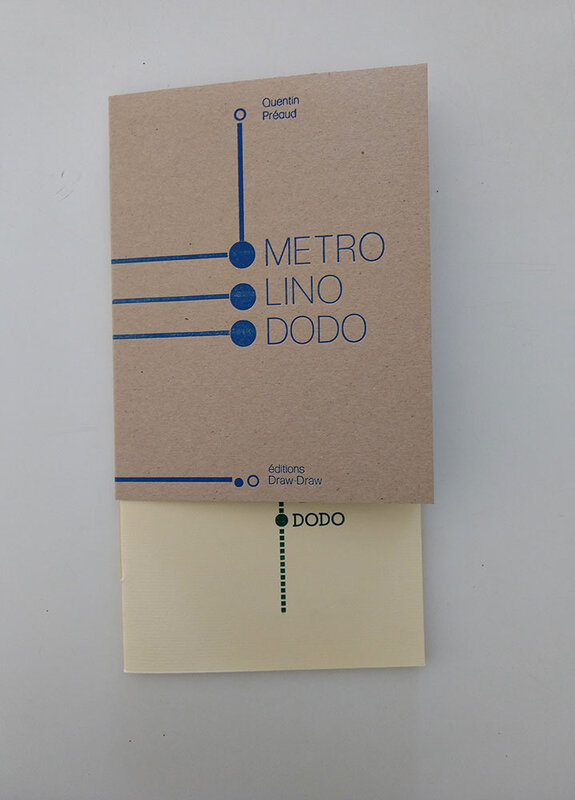 Quentin
Préaud
METRO
LINO
DODO
éditions
Draw-Draw
DODO